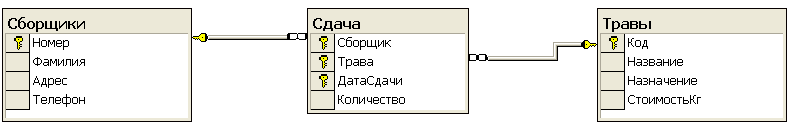 Сборщики
Номер
Фамилия
Адрес
Телефон
Сдача
Сборщик
Трава
ДатаСдачи
Количество
Травы
Код
Название
Назначение
СтоимостьКг